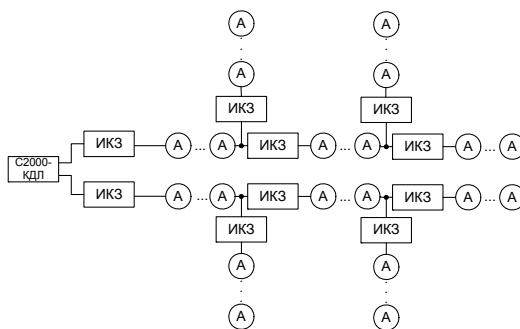 А А
А А
ИКЗ ИКЗ
ИКЗ А ... А ИКЗ А ... А ИКЗ А ... А
С2000-
КДЛ
ИКЗ А ... А ИКЗ А ... А ИКЗ А ... А
ИКЗ ИКЗ
А А
А А